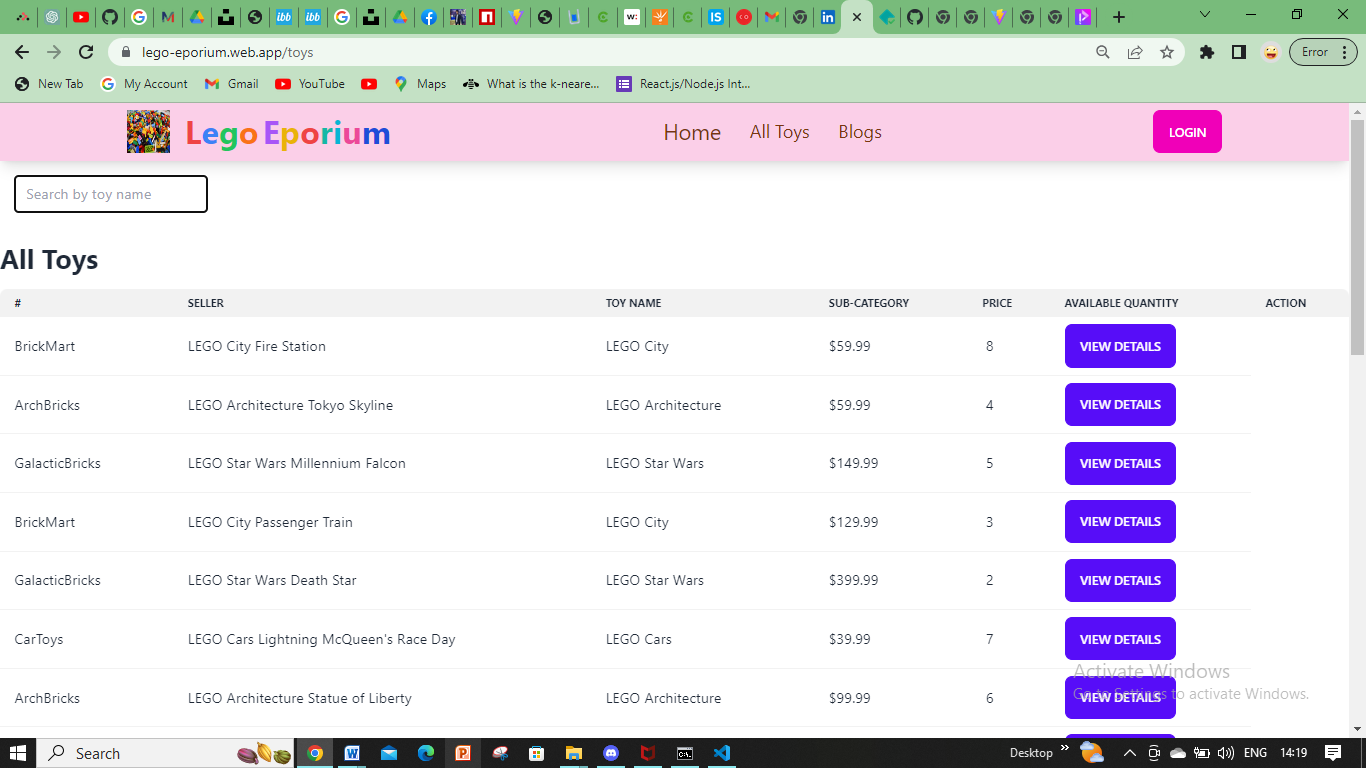 lego-eporium.web.app/toys
Error
New Tab
My Account
Gmail
YouTube
Maps
What is the k-neare...
React.js/Node.js Int...
Lego Eporium
Home
All Toys
Blogs
LOGIN
Search by toy name
All Toys
# SELLER TOY NAME SUB-CATEGORY PRICE AVAILABLE QUANTITY ACTION
BrickMart LEGO City Fire Station LEGO City $59.99 8 VIEW DETAILS
ArchBricks LEGO Architecture Tokyo Skyline LEGO Architecture $59.99 4 VIEW DETAILS
GalacticBricks LEGO Star Wars Millennium Falcon LEGO Star Wars $149.99 5 VIEW DETAILS
BrickMart LEGO City Passenger Train LEGO City $129.99 3 VIEW DETAILS
GalacticBricks LEGO Star Wars Death Star LEGO Star Wars $399.99 2 VIEW DETAILS
CarToys LEGO Cars Lightning McQueen's Race Day LEGO Cars $39.99 7 VIEW DETAILS
Activate Windows
ArchBricks LEGO Architecture Statue of Liberty LEGO Architecture $99.99 6 VIEW DETAILS
Go to Settings to activate Windows.
Search
Desktop
ENG
14:19